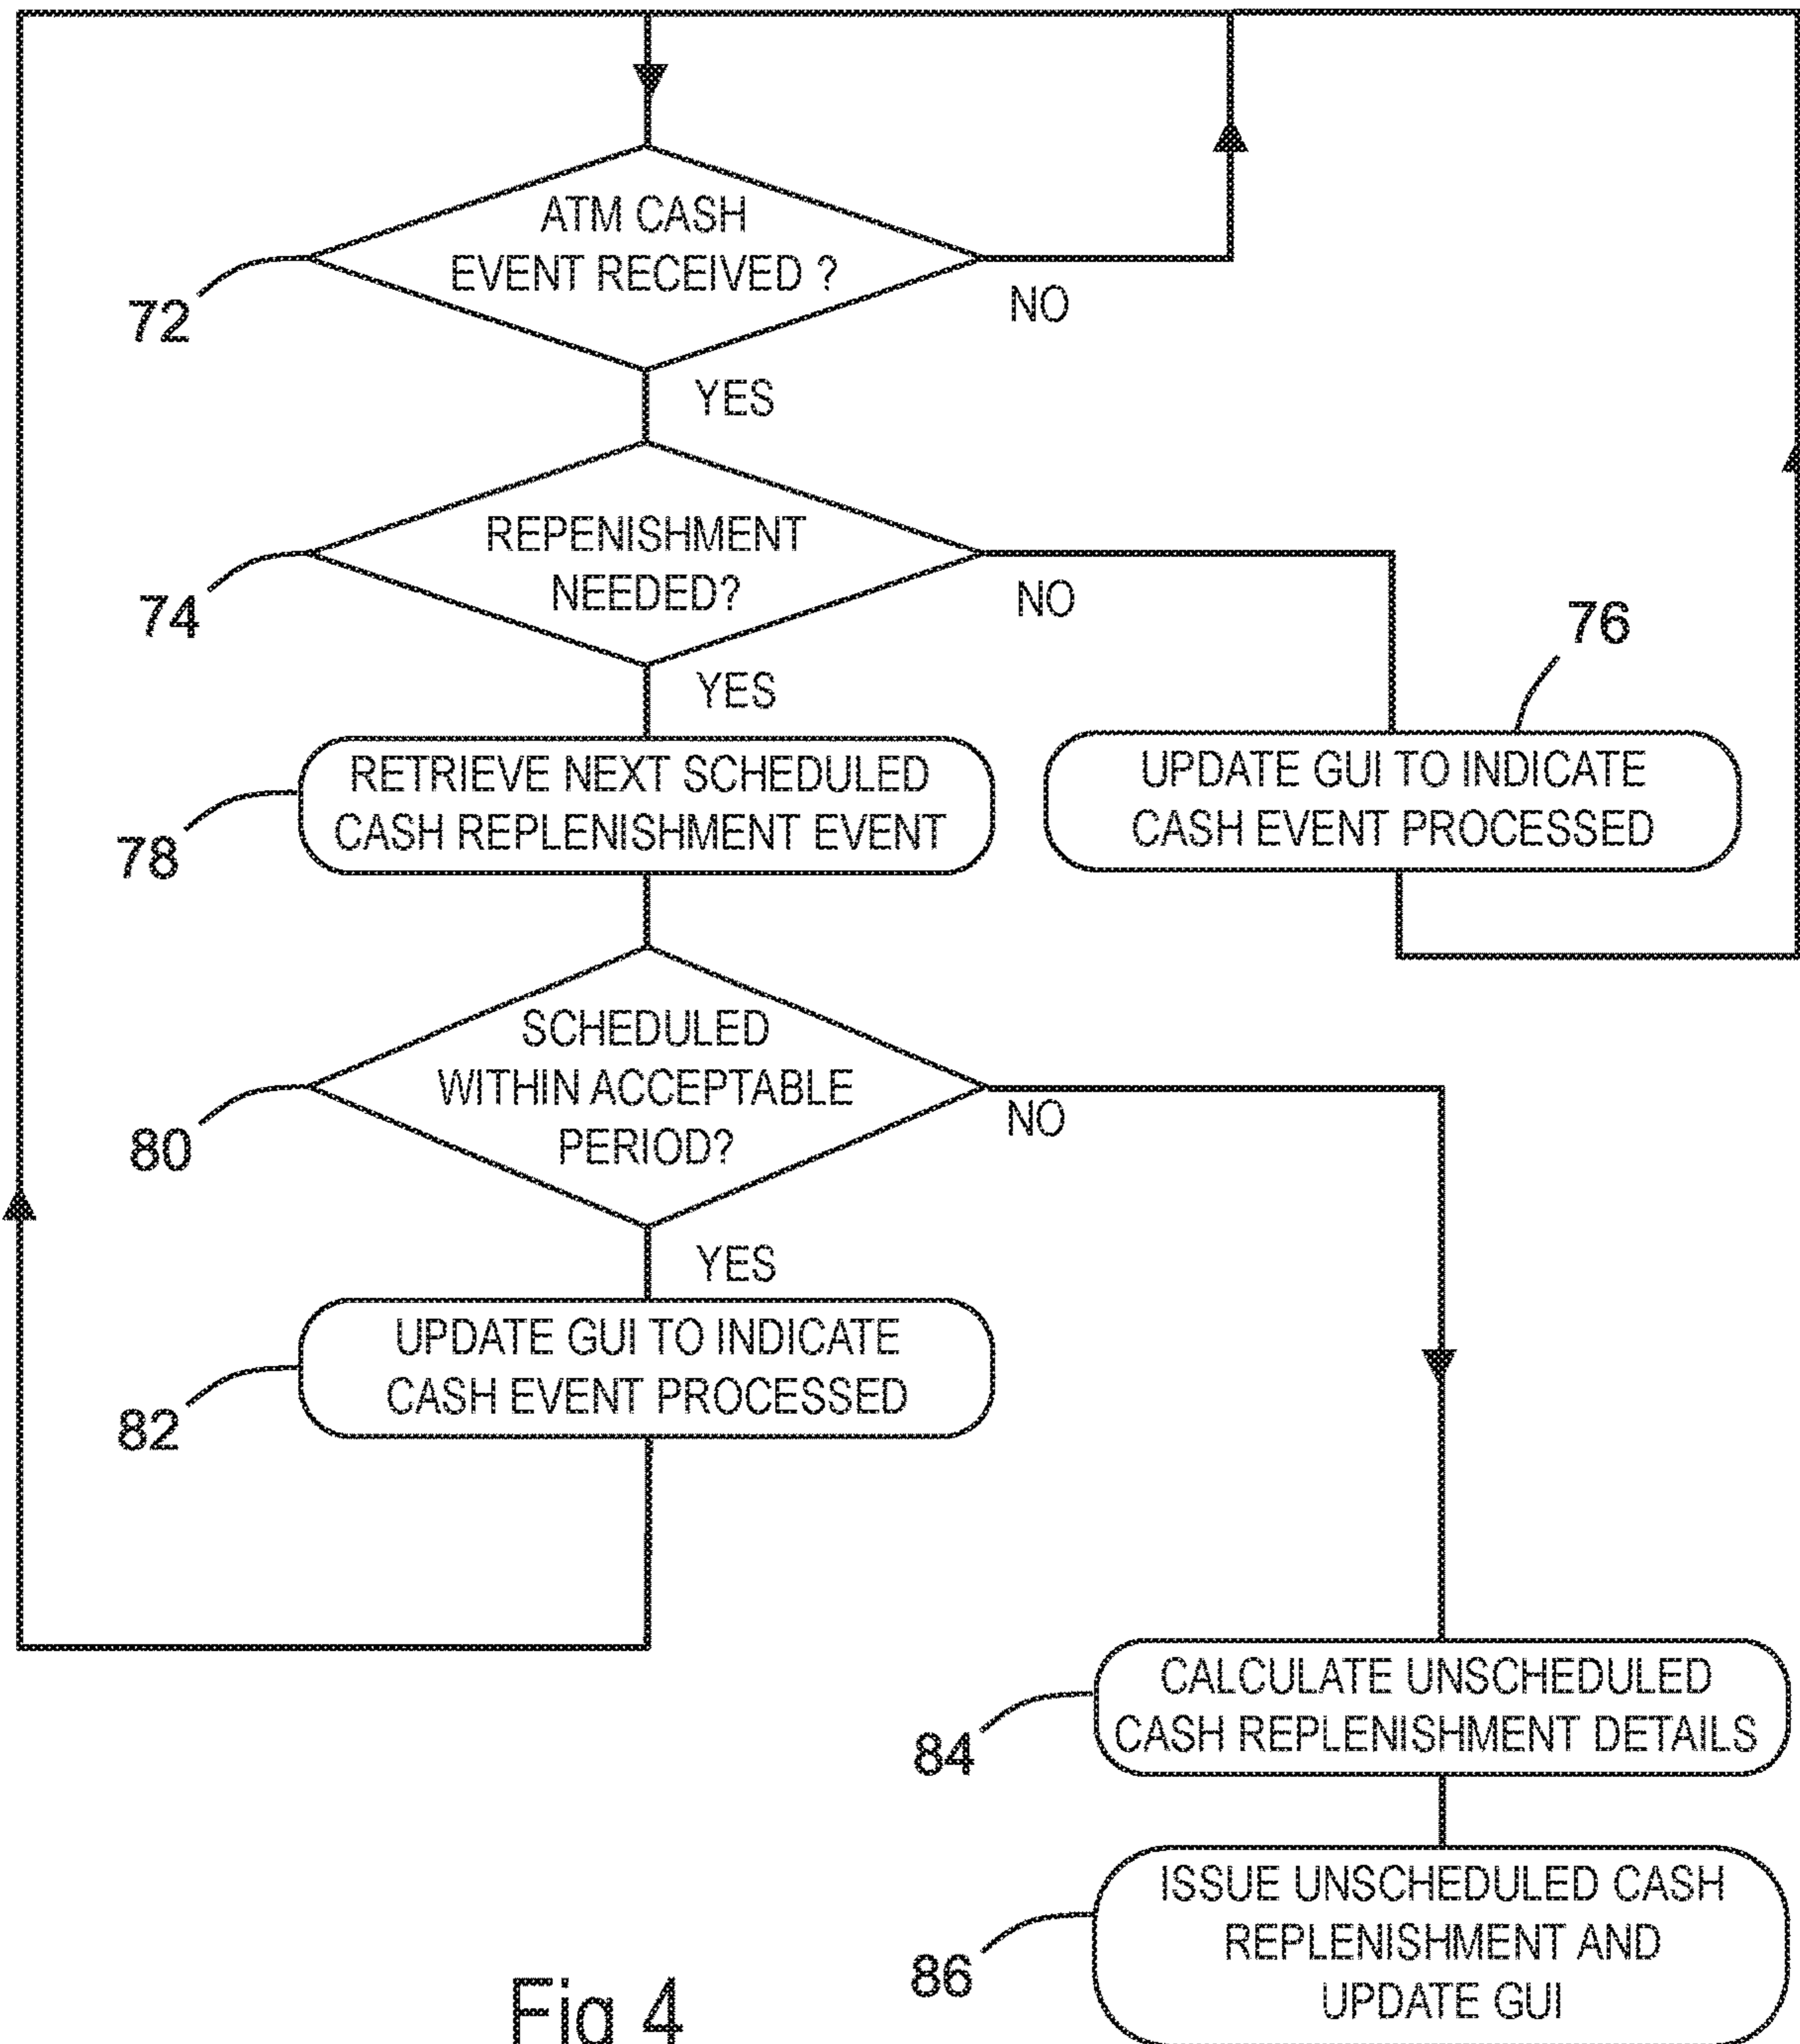 ATM CASH
EVENT RECEIVED ?
72
NO
YES
REPENISHMENT
NEEDED?
74
NO
76
YES
RETRIEVE NEXT SCHEDULED
CASH REPLENISHMENT EVENT
78
UPDATE GUI TO INDICATE
CASH EVENT PROCESSED
SCHEDULED
WITHIN ACCEPTABLE
PERIOD?
80
NO
YES
UPDATE GUI TO INDICATE
CASH EVENT PROCESSED
82
CALCULATE UNSCHEDULED
CASH REPLENISHMENT DETAILS
84
ISSUE UNSCHEDULED CASH
REPLENISHMENT AND
UPDATE GUI
86
Fig 4